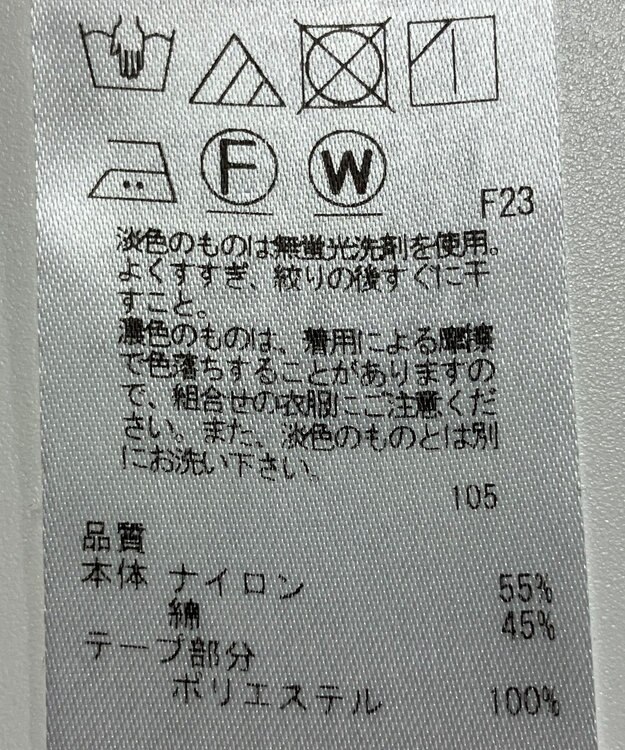 F W
F23
淡色のものは無蛍光洗剤を使用。
よくすすぎ、絞りの後すぐに干
すこと。
濃色のものは、着用による摩擦
で色落ちすることがありますの
で、組合せの衣服にご注意くだ
さい。また、淡色のものとは別
にお洗い下さい。
105
品質
本体 ナイロン 55%
綿 45%
テープ部分
ポリエステル 100%